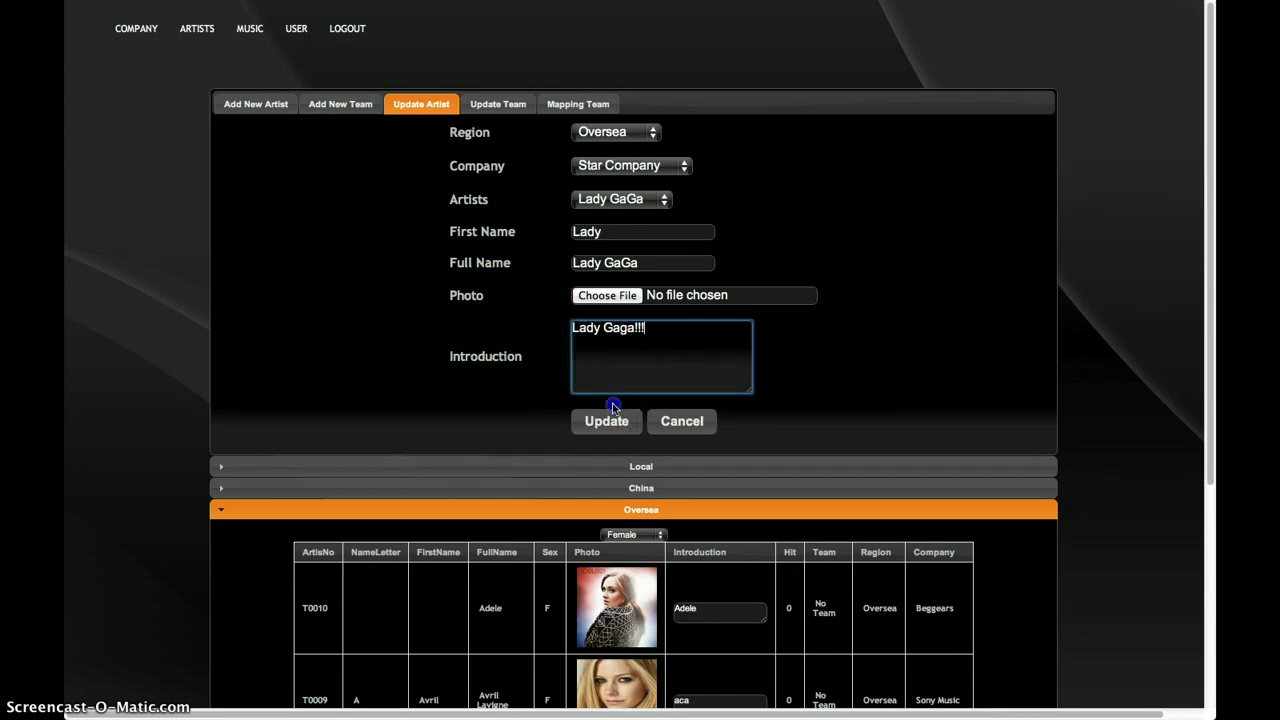 COMPANY ARTISTS MUSIC USER LOGOUT
Add New Artist Add New Team Update Artist Update Team Mapping Team
Region Oversea
Company Star Company
Artists Lady GaGa
First Name Lady
Full Name Lady GaGa
Photo Choose File No file chosen
Lady Gaga!!!
Introduction
Update Cancel
Local
China
Oversea
Female
ArtisNo NameLetter FirstName FullName Sex Photo Introduction Hit Team Region Company
T0010 Adele F Adele 0 No Team Oversea Beggears
T0009 A Avril Avril Lavigne F aca 0 No Team Oversea Sony Music
Screencast-O-Matic.com